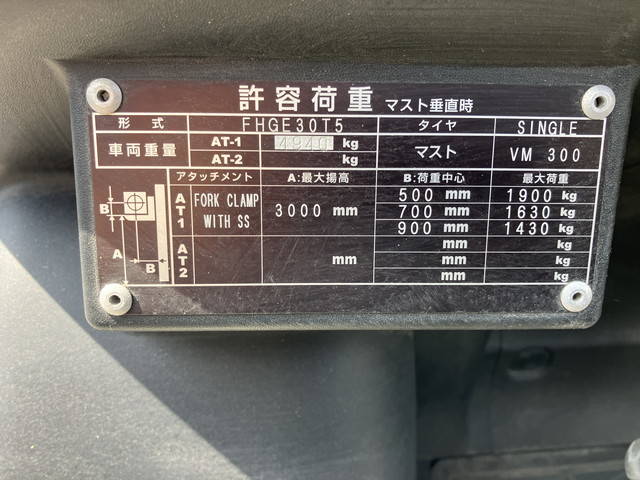 許容荷重 マスト垂直時
形式 FHGE30T5 タイヤ SINGLE
車両重量 AT-1 4940 kg マスト VM 300
AT-2 kg
アタッチメント A:最大揚高 B:荷重中心 最大荷重
AT1 FORK CLAMP WITH SS 3000 mm 500 mm 1900 kg
700 mm 1630 kg
900 mm 1430 kg
AT2 mm mm kg
mm kg
mm kg
B
A
B